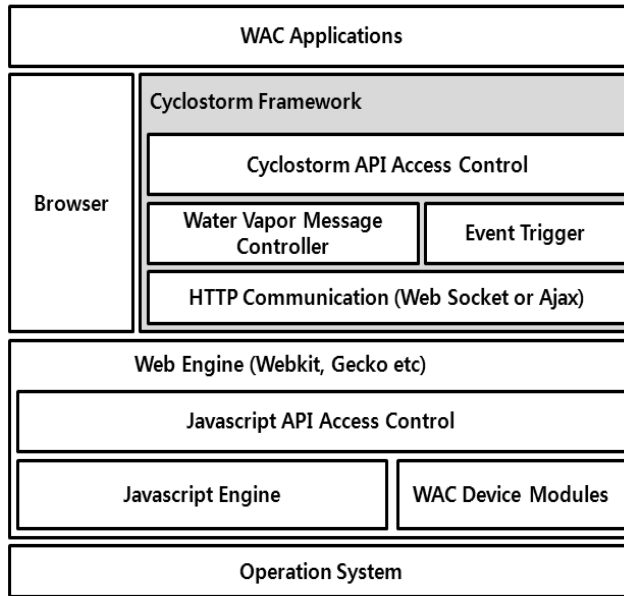 WAC Applications
Browser
Cyclostorm Framework
Cyclostorm API Access Control
Water Vapor Message
Controller
Event Trigger
HTTP Communication (Web Socket or Ajax)
Web Engine (Webkit, Gecko etc)
Javascript API Access Control
Javascript Engine
WAC Device Modules
Operation System